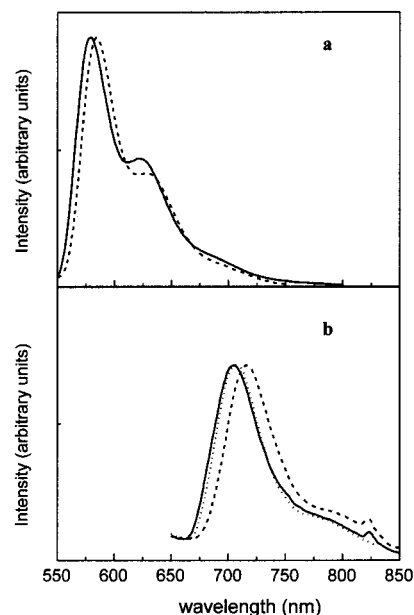 a
Intensity (arbitrary units)
b
Intensity (arbitrary units)
550 600 650 700 750 800 850
wavelength (nm)